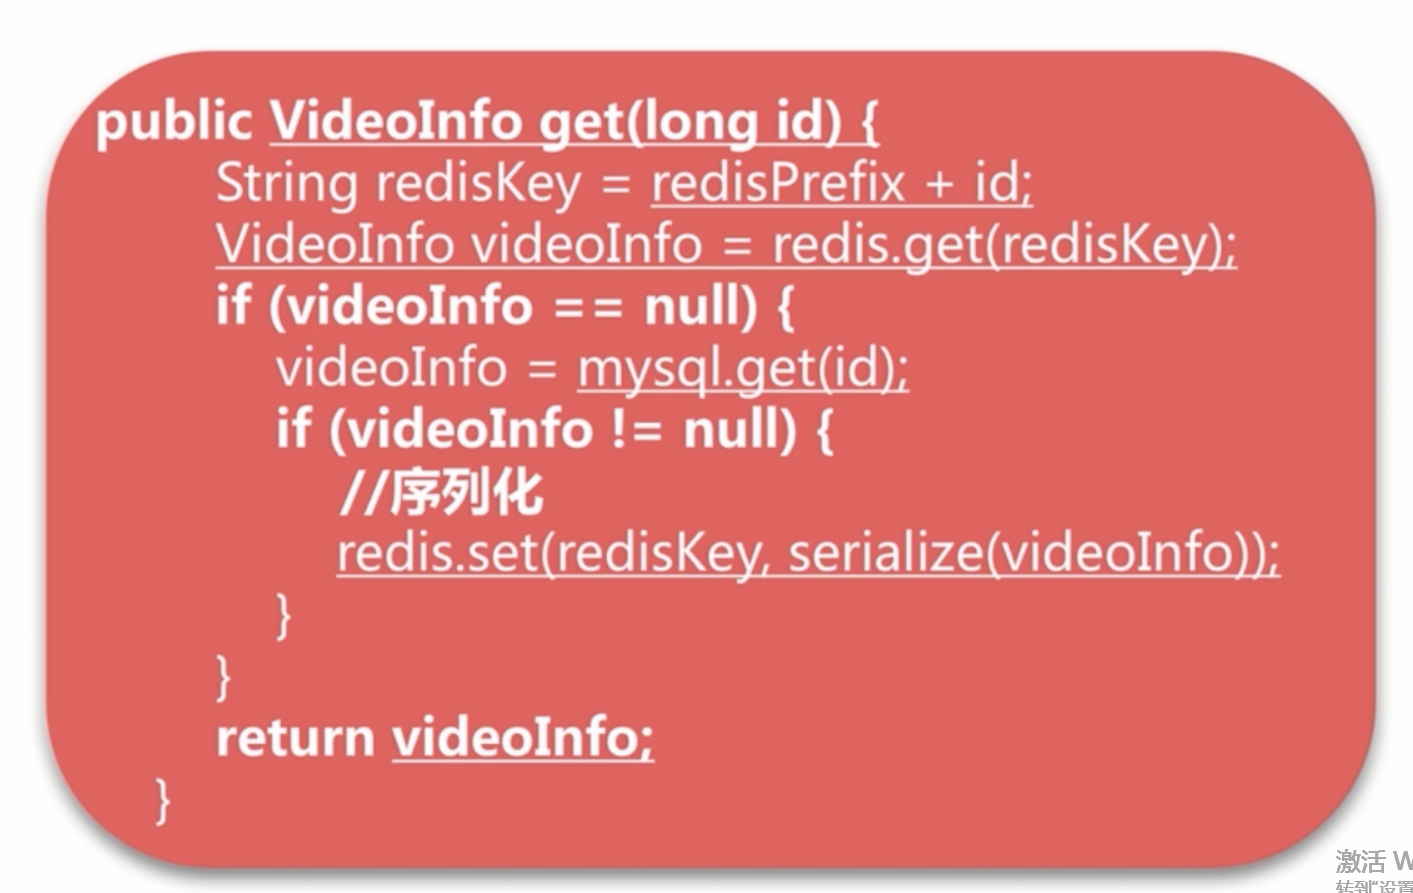 public VideoInfo get(long id) {
String redisKey = redisPrefix + id;
VideoInfo videoInfo = redis.get(redisKey);
if (videoInfo == null) {
videoInfo = mysql.get(id);
if (videoInfo != null) {
//序列化
redis.set(redisKey, serialize(videoInfo));
}
}
return videoInfo;
}
激活 W
转到"设置